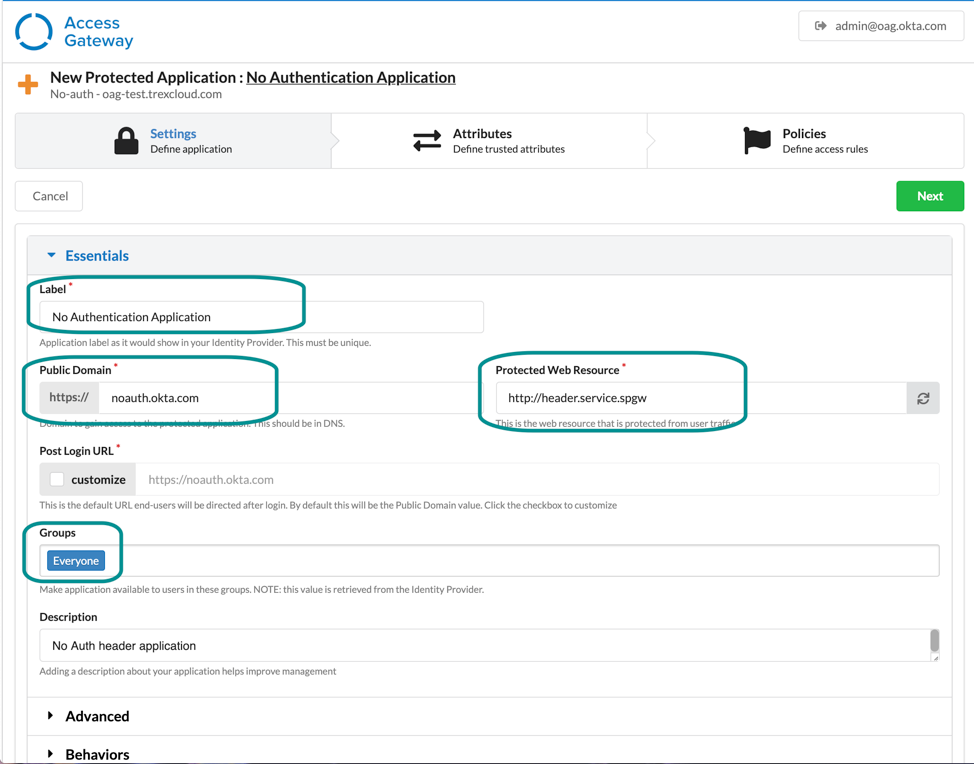 Access
Gateway
admin@oag.okta.com
New Protected Application : No Authentication Application
No-auth - oag-test.trexcloud.com
Settings
Define application
Attributes
Define trusted attributes
Policies
Define access rules
Cancel
Next
Essentials
Label *
No Authentication Application
Application label as it would show in your Identity Provider. This must be unique.
Public Domain *
https:// noauth.okta.com
Domain to gain access to the protected application. This should be in DNS.
Protected Web Resource *
http://header.service.spgw
This is the web resource that is protected from user traffic.
Post Login URL *
customize https://noauth.okta.com
This is the default URL end-users will be directed after login. By default this will be the Public Domain value. Click the checkbox to customize
Groups
Everyone
Make application available to users in these groups. NOTE: this value is retrieved from the Identity Provider.
Description
No Auth header application
Adding a description about your application helps improve management
Advanced
Behaviors